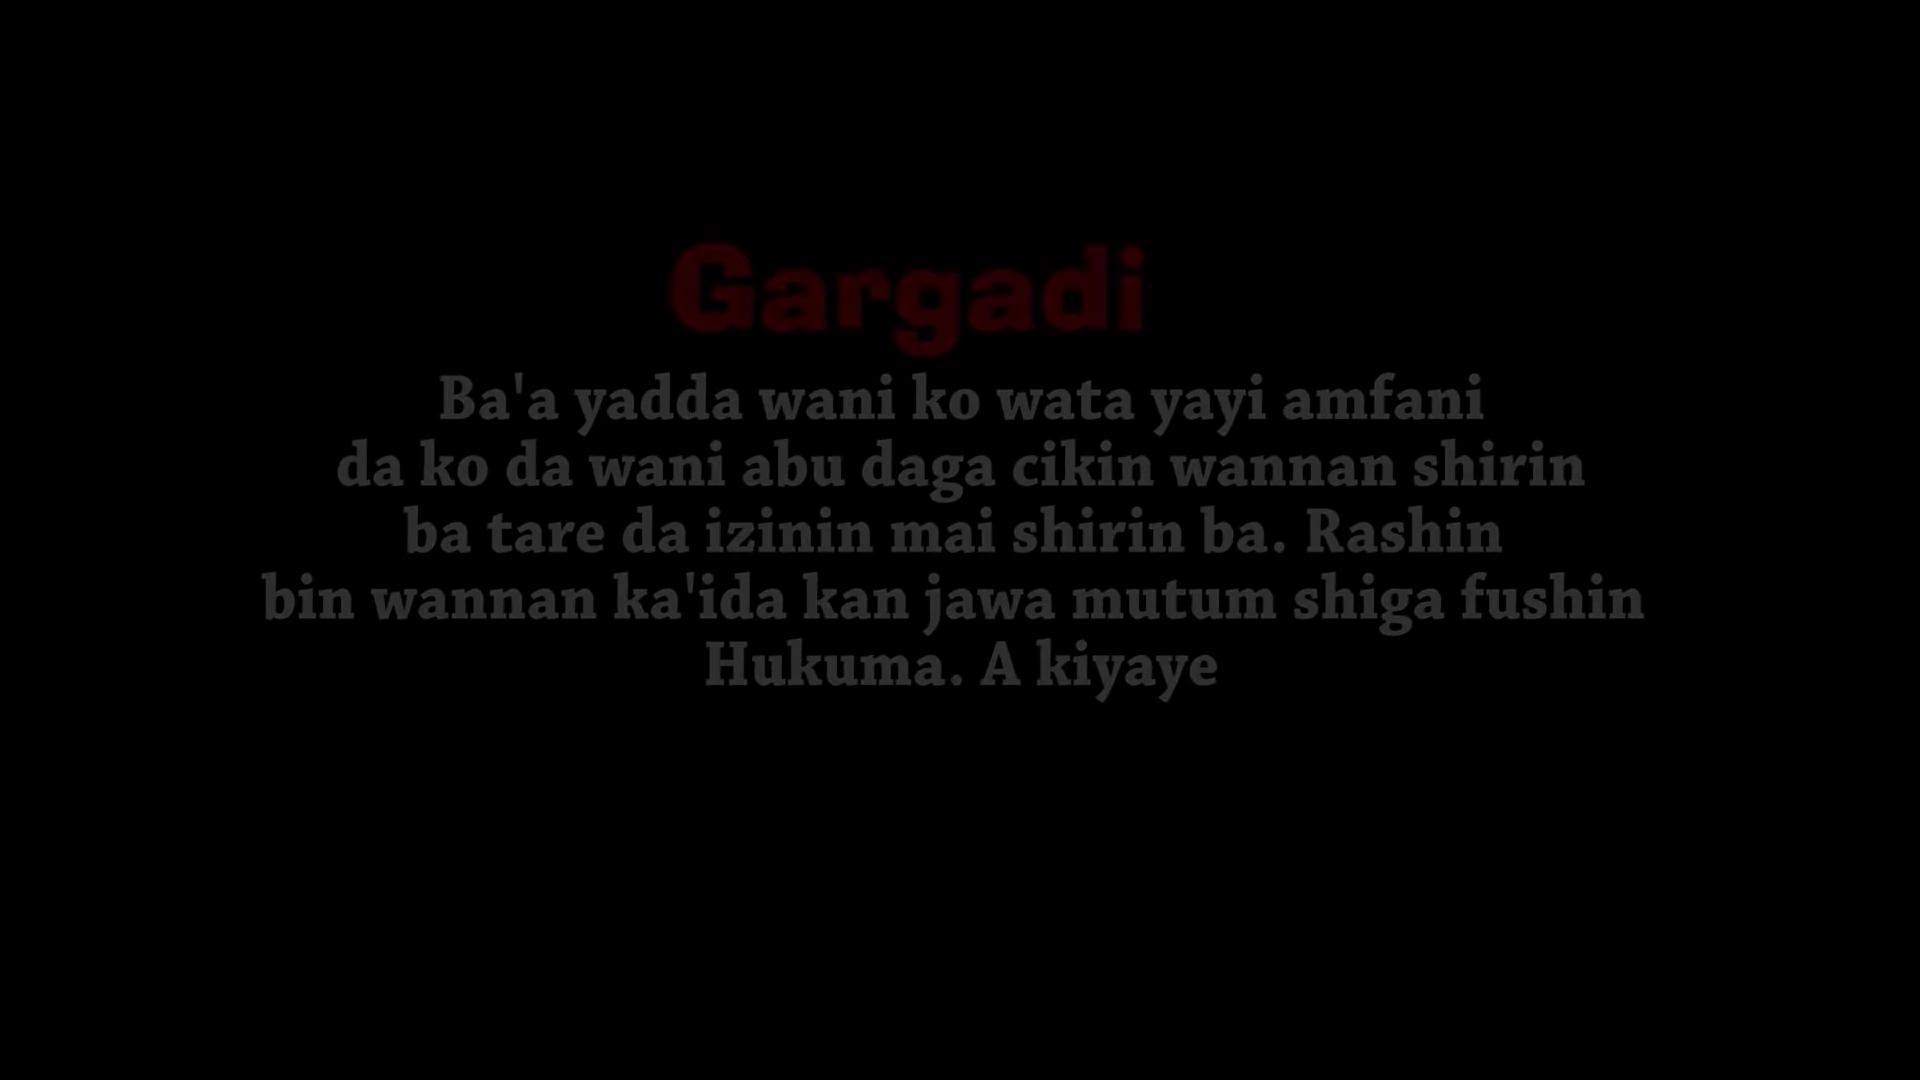 Gargadi
Ba'a yadda wani ko wata yayi amfani
da ko da wani abu daga cikin wannan shirin
ba tare da izinin mai shirin ba. Rashin
bin wannan ka'ida kan jawa mutum shiga fushin
Hukuma. A kiyaye